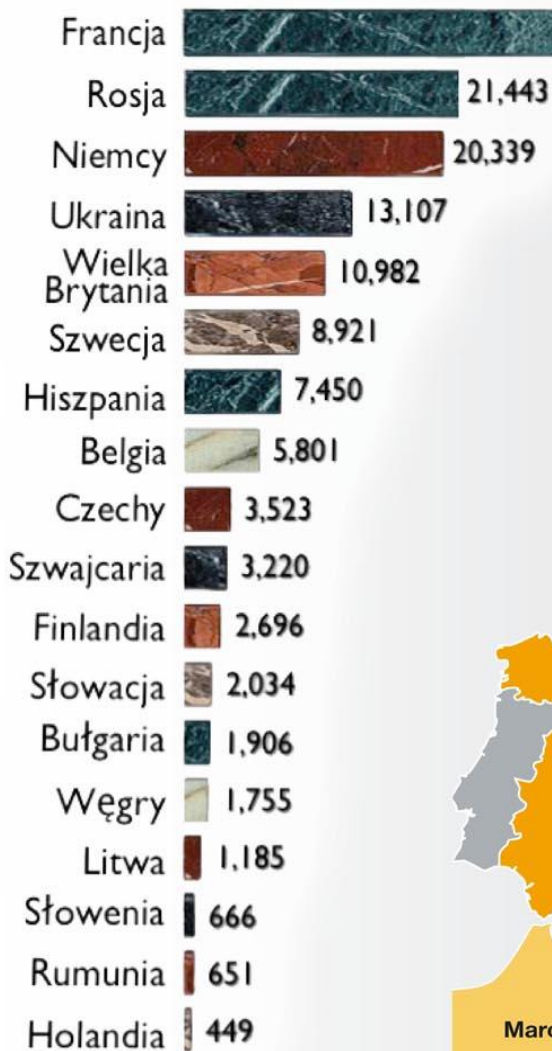 Francja
Rosja 21,443
Niemcy 20,339
Ukraina 13,107
Wielka
Brytania 10,982
Szwecja 8,921
Hiszpania 7,450
Belgia 5,801
Czechy 3,523
Szwajcaria 3,220
Finlandia 2,696
Słowacja 2,034
Bułgaria 1,906
Węgry 1,755
Litwa 1,185
Słowenia 666
Rumunia 651
Holandia 449